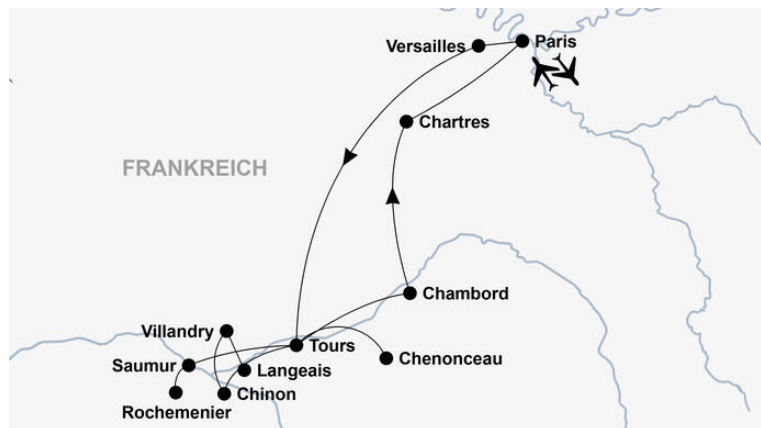 Versailles
Paris
Chartres
FRANKREICH
Chambord
Villandry
Tours
Chenonceau
Saumur
Langeais
Chinon
Rochemenier